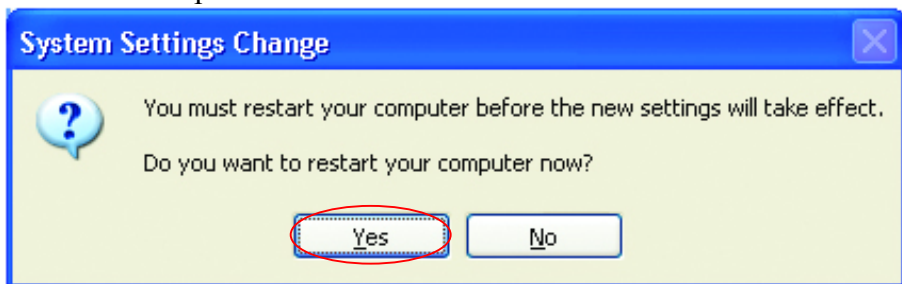 System Settings Change
You must restart your computer before the new settings will take effect.
Do you want to restart your computer now?
Yes
No